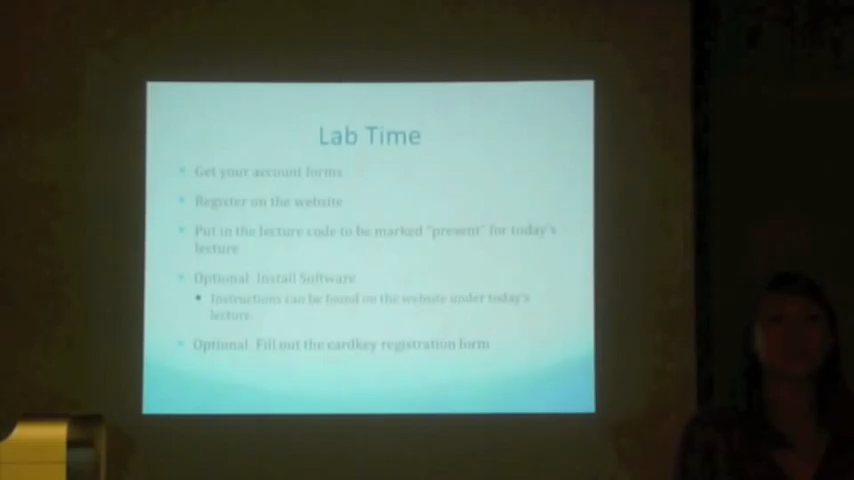 Lab Time
Get your account forms
Register on the website
Put in the lecture code to be marked "present" for today's
lecture
Optional: Install Software
Instructions can be found on the website under today's
lecture.
Optional: Fill out the cardkey registration form